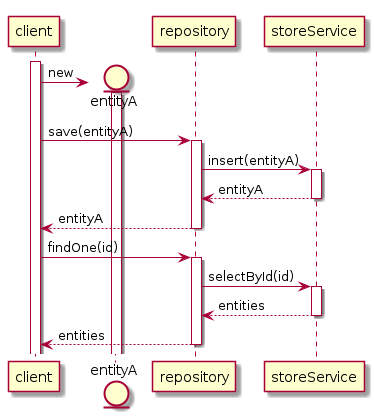 client
repository
storeService
new
entityA
save(entityA)
insert(entityA)
entityA
entityA
findOne(id)
selectById(id)
entities
entities
client
entityA
repository
storeService